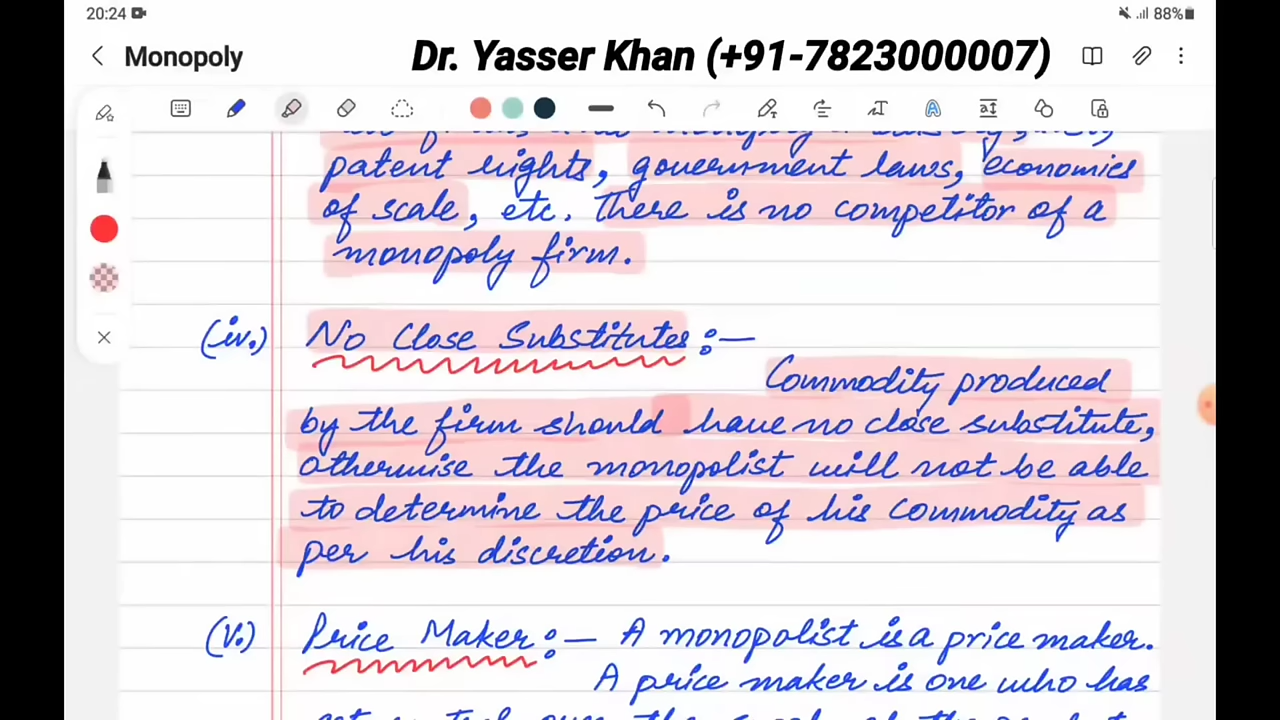 20:24
88%
Monopoly
Dr. Yasser Khan (+91-7823000007)
patent rights, government laws, economics
of scale, etc. There is no competitor of a
monopoly firm.
(iv.) No Close Substitutes :—
Commodity produced
by the firm should have no close substitute,
otherwise the monopolist will not be able
to determine the price of his commodity as
per his discretion.
(v.) Price Maker :— A monopolist is a price maker.
A price maker is one who has